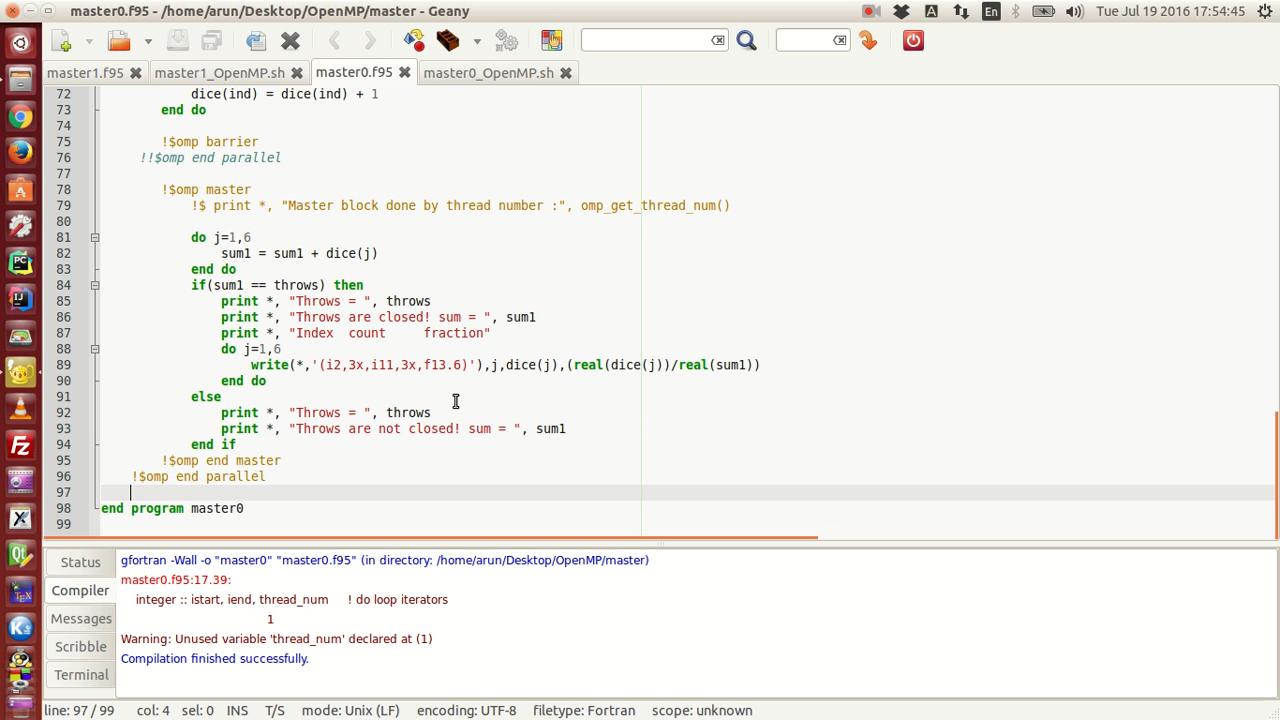 master0.f95 - /home/arun/Desktop/OpenMP/master - Geany
A
En
Tue Jul 19 2016 17:54:45
master1.f95 master1_OpenMP.sh master0.f95 master0_OpenMP.sh
72 dice(ind) = dice(ind) + 1
73 end do
74
75 !$omp barrier
76 !!$omp end parallel
77
78 !$omp master
79 !$ print *, "Master block done by thread number :", omp_get_thread_num()
80
81 do j=1,6
82 sum1 = sum1 + dice(j)
83 end do
84 if(sum1 == throws) then
85 print *, "Throws = ", throws
86 print *, "Throws are closed! sum = ", sum1
87 print *, "Index  count     fraction"
88 do j=1,6
89 write(*,'(i2,3x,i11,3x,f13.6)'),j,dice(j),(real(dice(j))/real(sum1))
90 end do
91 else
92 print *, "Throws = ", throws
93 print *, "Throws are not closed! sum = ", sum1
94 end if
95 !$omp end master
96 !$omp end parallel
97
98 end program master0
99
Status
Compiler
Messages
Scribble
Terminal
gfortran -Wall -o "master0" "master0.f95" (in directory: /home/arun/Desktop/OpenMP/master)
master0.f95:17.39:
integer :: istart, iend, thread_num     ! do loop iterators
1
Warning: Unused variable 'thread_num' declared at (1)
Compilation finished successfully.
line: 97 / 99 col: 4 sel: 0 INS T/S mode: Unix (LF) encoding: UTF-8 filetype: Fortran scope: unknown